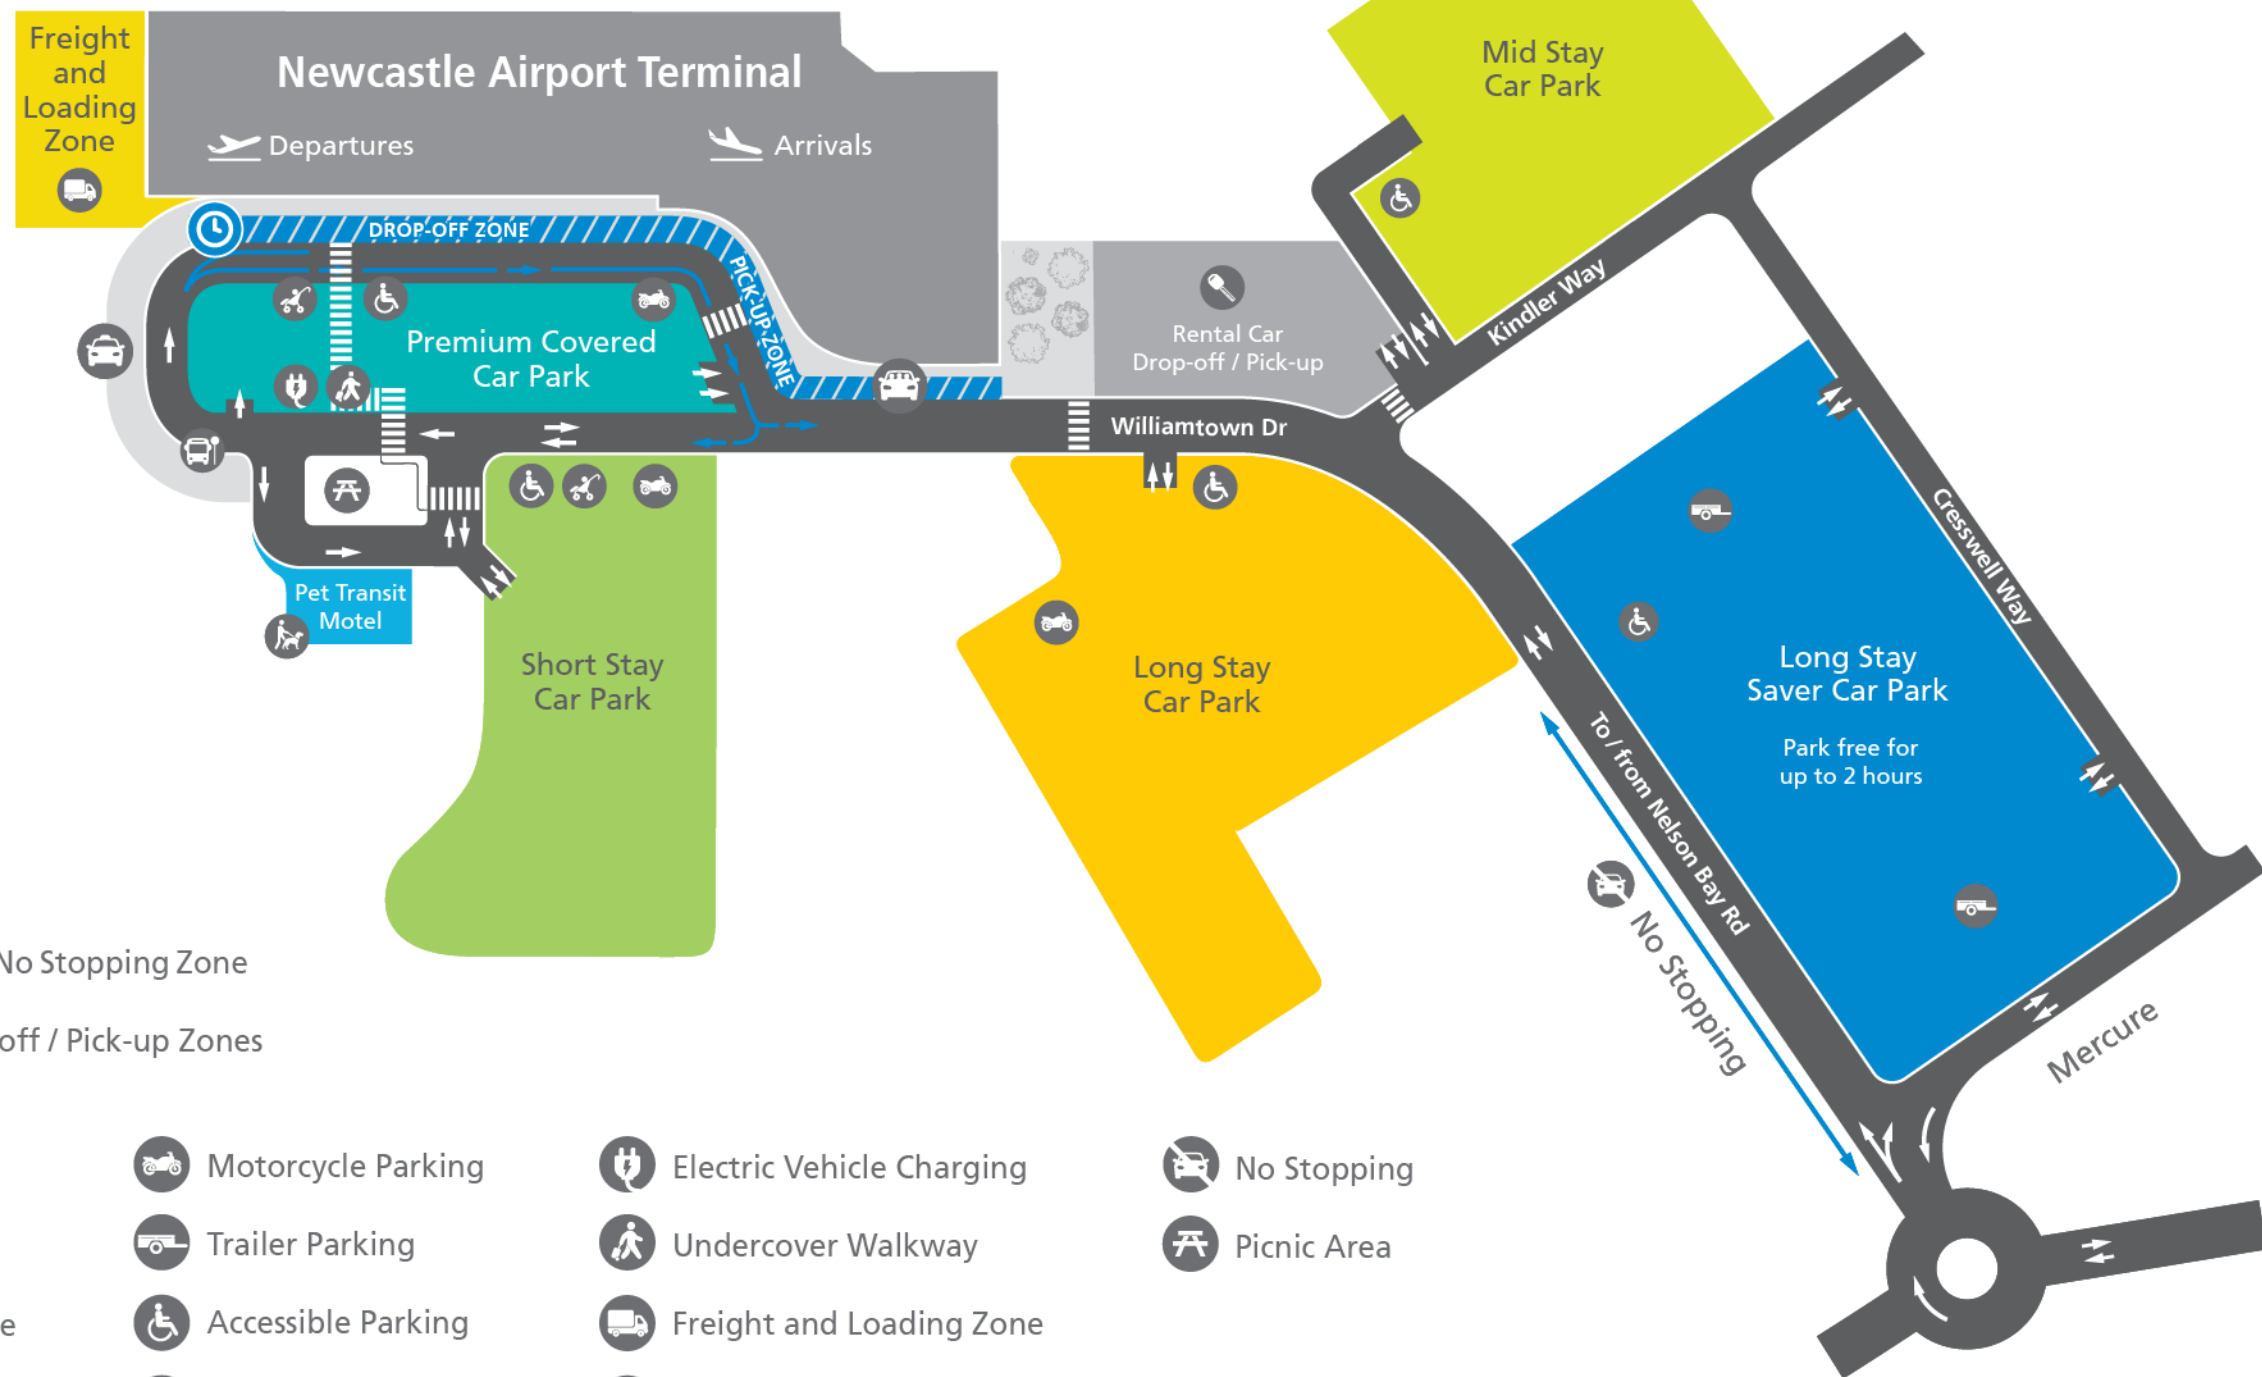 Freight
and
Loading
Zone
Newcastle Airport Terminal
Departures
Arrivals
Mid Stay
Car Park
DROP-OFF ZONE
PICK-UP ZONE
Premium Covered
Car Park
Rental Car
Drop-off / Pick-up
Kindler Way
Williamtown Dr
Cresswell Way
Pet Transit
Motel
Short Stay
Car Park
Long Stay
Car Park
Long Stay
Saver Car Park
Park free for
up to 2 hours
To / from Nelson Bay Rd
No Stopping
Mercure
No Stopping Zone
off / Pick-up Zones
Motorcycle Parking
Electric Vehicle Charging
No Stopping
Trailer Parking
Undercover Walkway
Picnic Area
e
Accessible Parking
Freight and Loading Zone